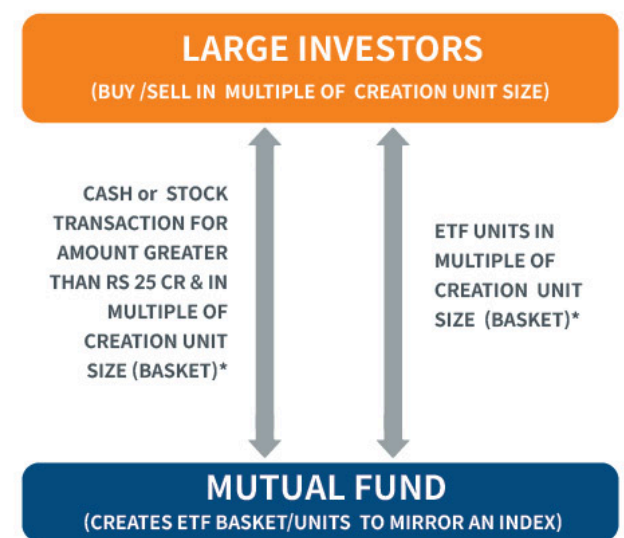 LARGE INVESTORS
(BUY /SELL IN MULTIPLE OF CREATION UNIT SIZE)
CASH or STOCK
TRANSACTION FOR
AMOUNT GREATER
THAN RS 25 CR & IN
MULTIPLE OF
CREATION UNIT
SIZE (BASKET)*
ETF UNITS IN
MULTIPLE OF
CREATION UNIT
SIZE (BASKET)*
MUTUAL FUND
(CREATES ETF BASKET/UNITS TO MIRROR AN INDEX)